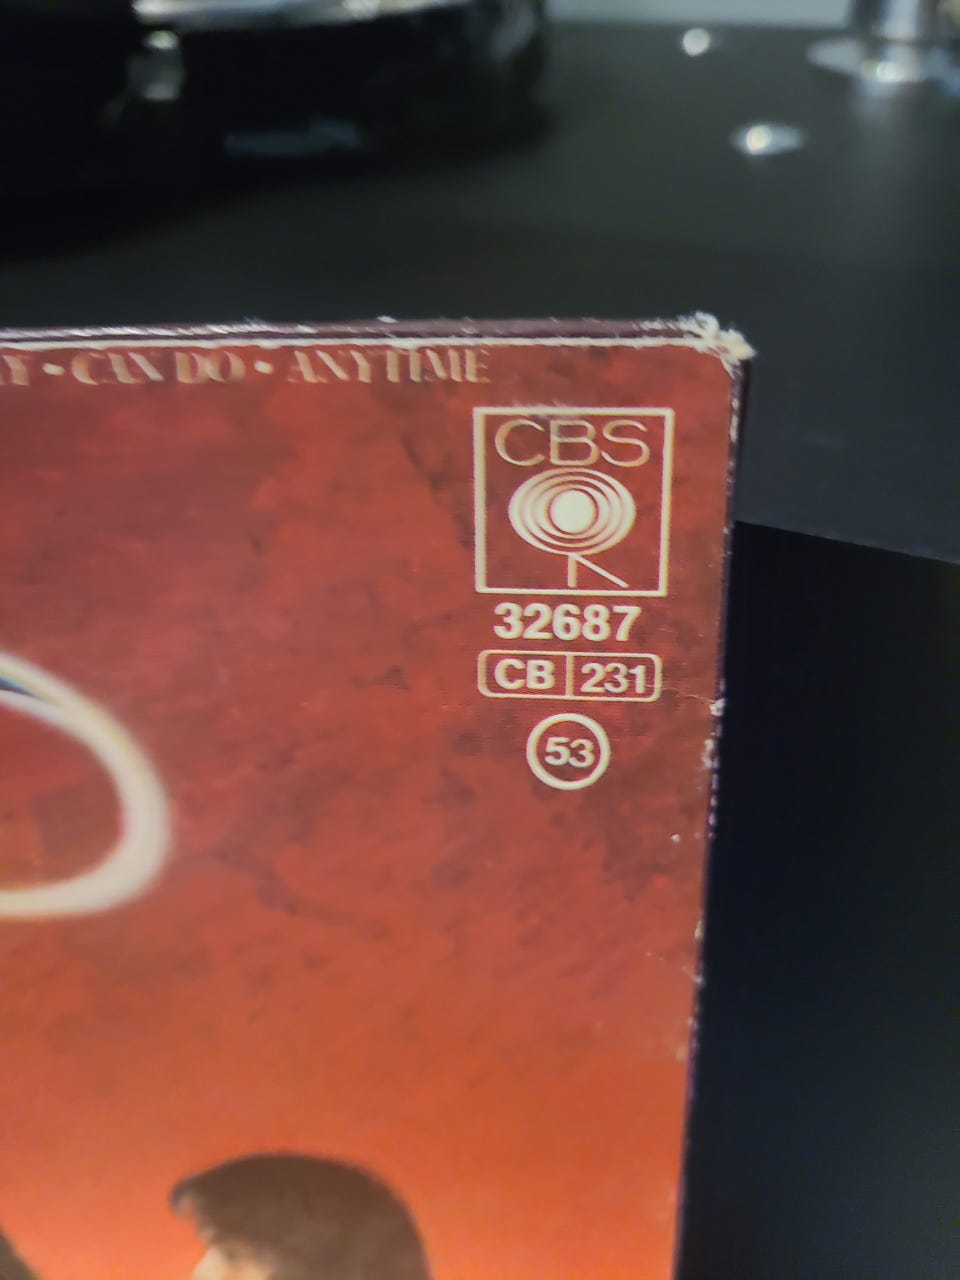 Y • CAN DO • ANYTIME
CBS
32687
CB 231
53